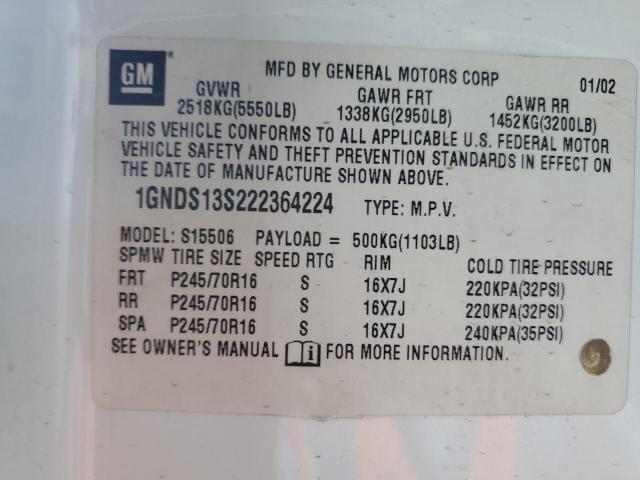 GM®
MFD BY GENERAL MOTORS CORP 01/02
GVWR GAWR FRT GAWR RR
2518KG(5550LB) 1338KG(2950LB) 1452KG(3200LB)
THIS VEHICLE CONFORMS TO ALL APPLICABLE U.S. FEDERAL MOTOR
VEHICLE SAFETY AND THEFT PREVENTION STANDARDS IN EFFECT ON
THE DATE OF MANUFACTURE SHOWN ABOVE.
1GNDS13S222364224 TYPE: M.P.V.
MODEL: S15506 PAYLOAD = 500KG(1103LB)
SPMW TIRE SIZE SPEED RTG RIM COLD TIRE PRESSURE
FRT P245/70R16 S 16X7J 220KPA(32PSI)
RR P245/70R16 S 16X7J 220KPA(32PSI)
SPA P245/70R16 S 16X7J 240KPA(35PSI)
SEE OWNER'S MANUAL i FOR MORE INFORMATION.